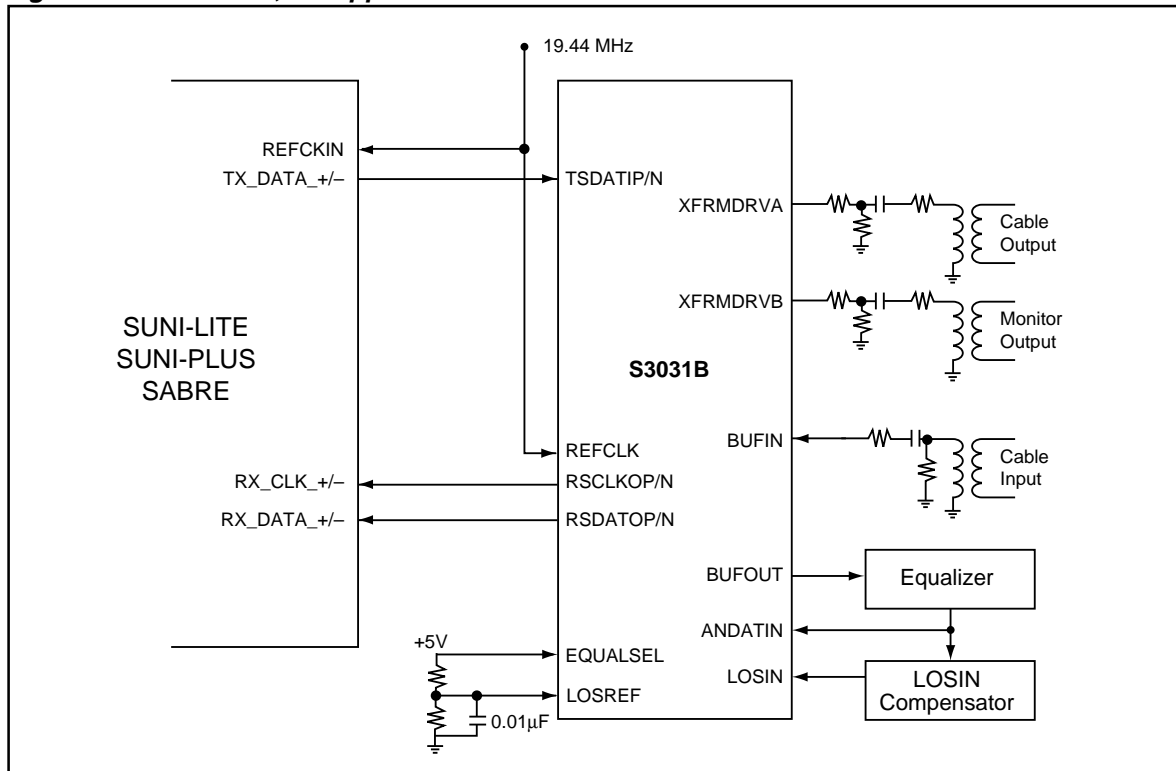 19.44 MHz
REFCKIN
TX_DATA_+/–
TSDATIP/N
XFRMDRVA
Cable
Output
XFRMDRVB
Monitor
Output
SUNI-LITE
SUNI-PLUS
SABRE
S3031B
BUFIN
Cable
Input
REFCLK
RX_CLK_+/–
RSCLKOP/N
RX_DATA_+/–
RSDATOP/N
BUFOUT
Equalizer
ANDATIN
+5V
EQUALSEL
LOSIN
LOSIN
Compensator
LOSREF
0.01µF